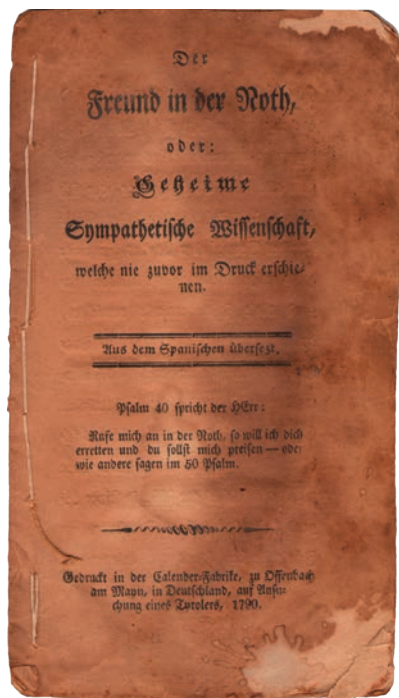 Der
Freund in der Noth,
oder:
Geheime
Sympathetische Wissenschaft,
welche nie zuvor im Druck erschie-
nen.
Aus dem Spanischen übersezt.
Psalm 40 spricht der HErr:
Rufe mich an in der Noth, so will ich dich
erretten und du sollst mich preisen — oder
wie andere sagen im 50 Psalm.
Gedruckt in der Calender-Fabrike, zu Offenbach
am Mayn, in Deutschland, auf Ansu-
chung eines Tyrolers, 1790.